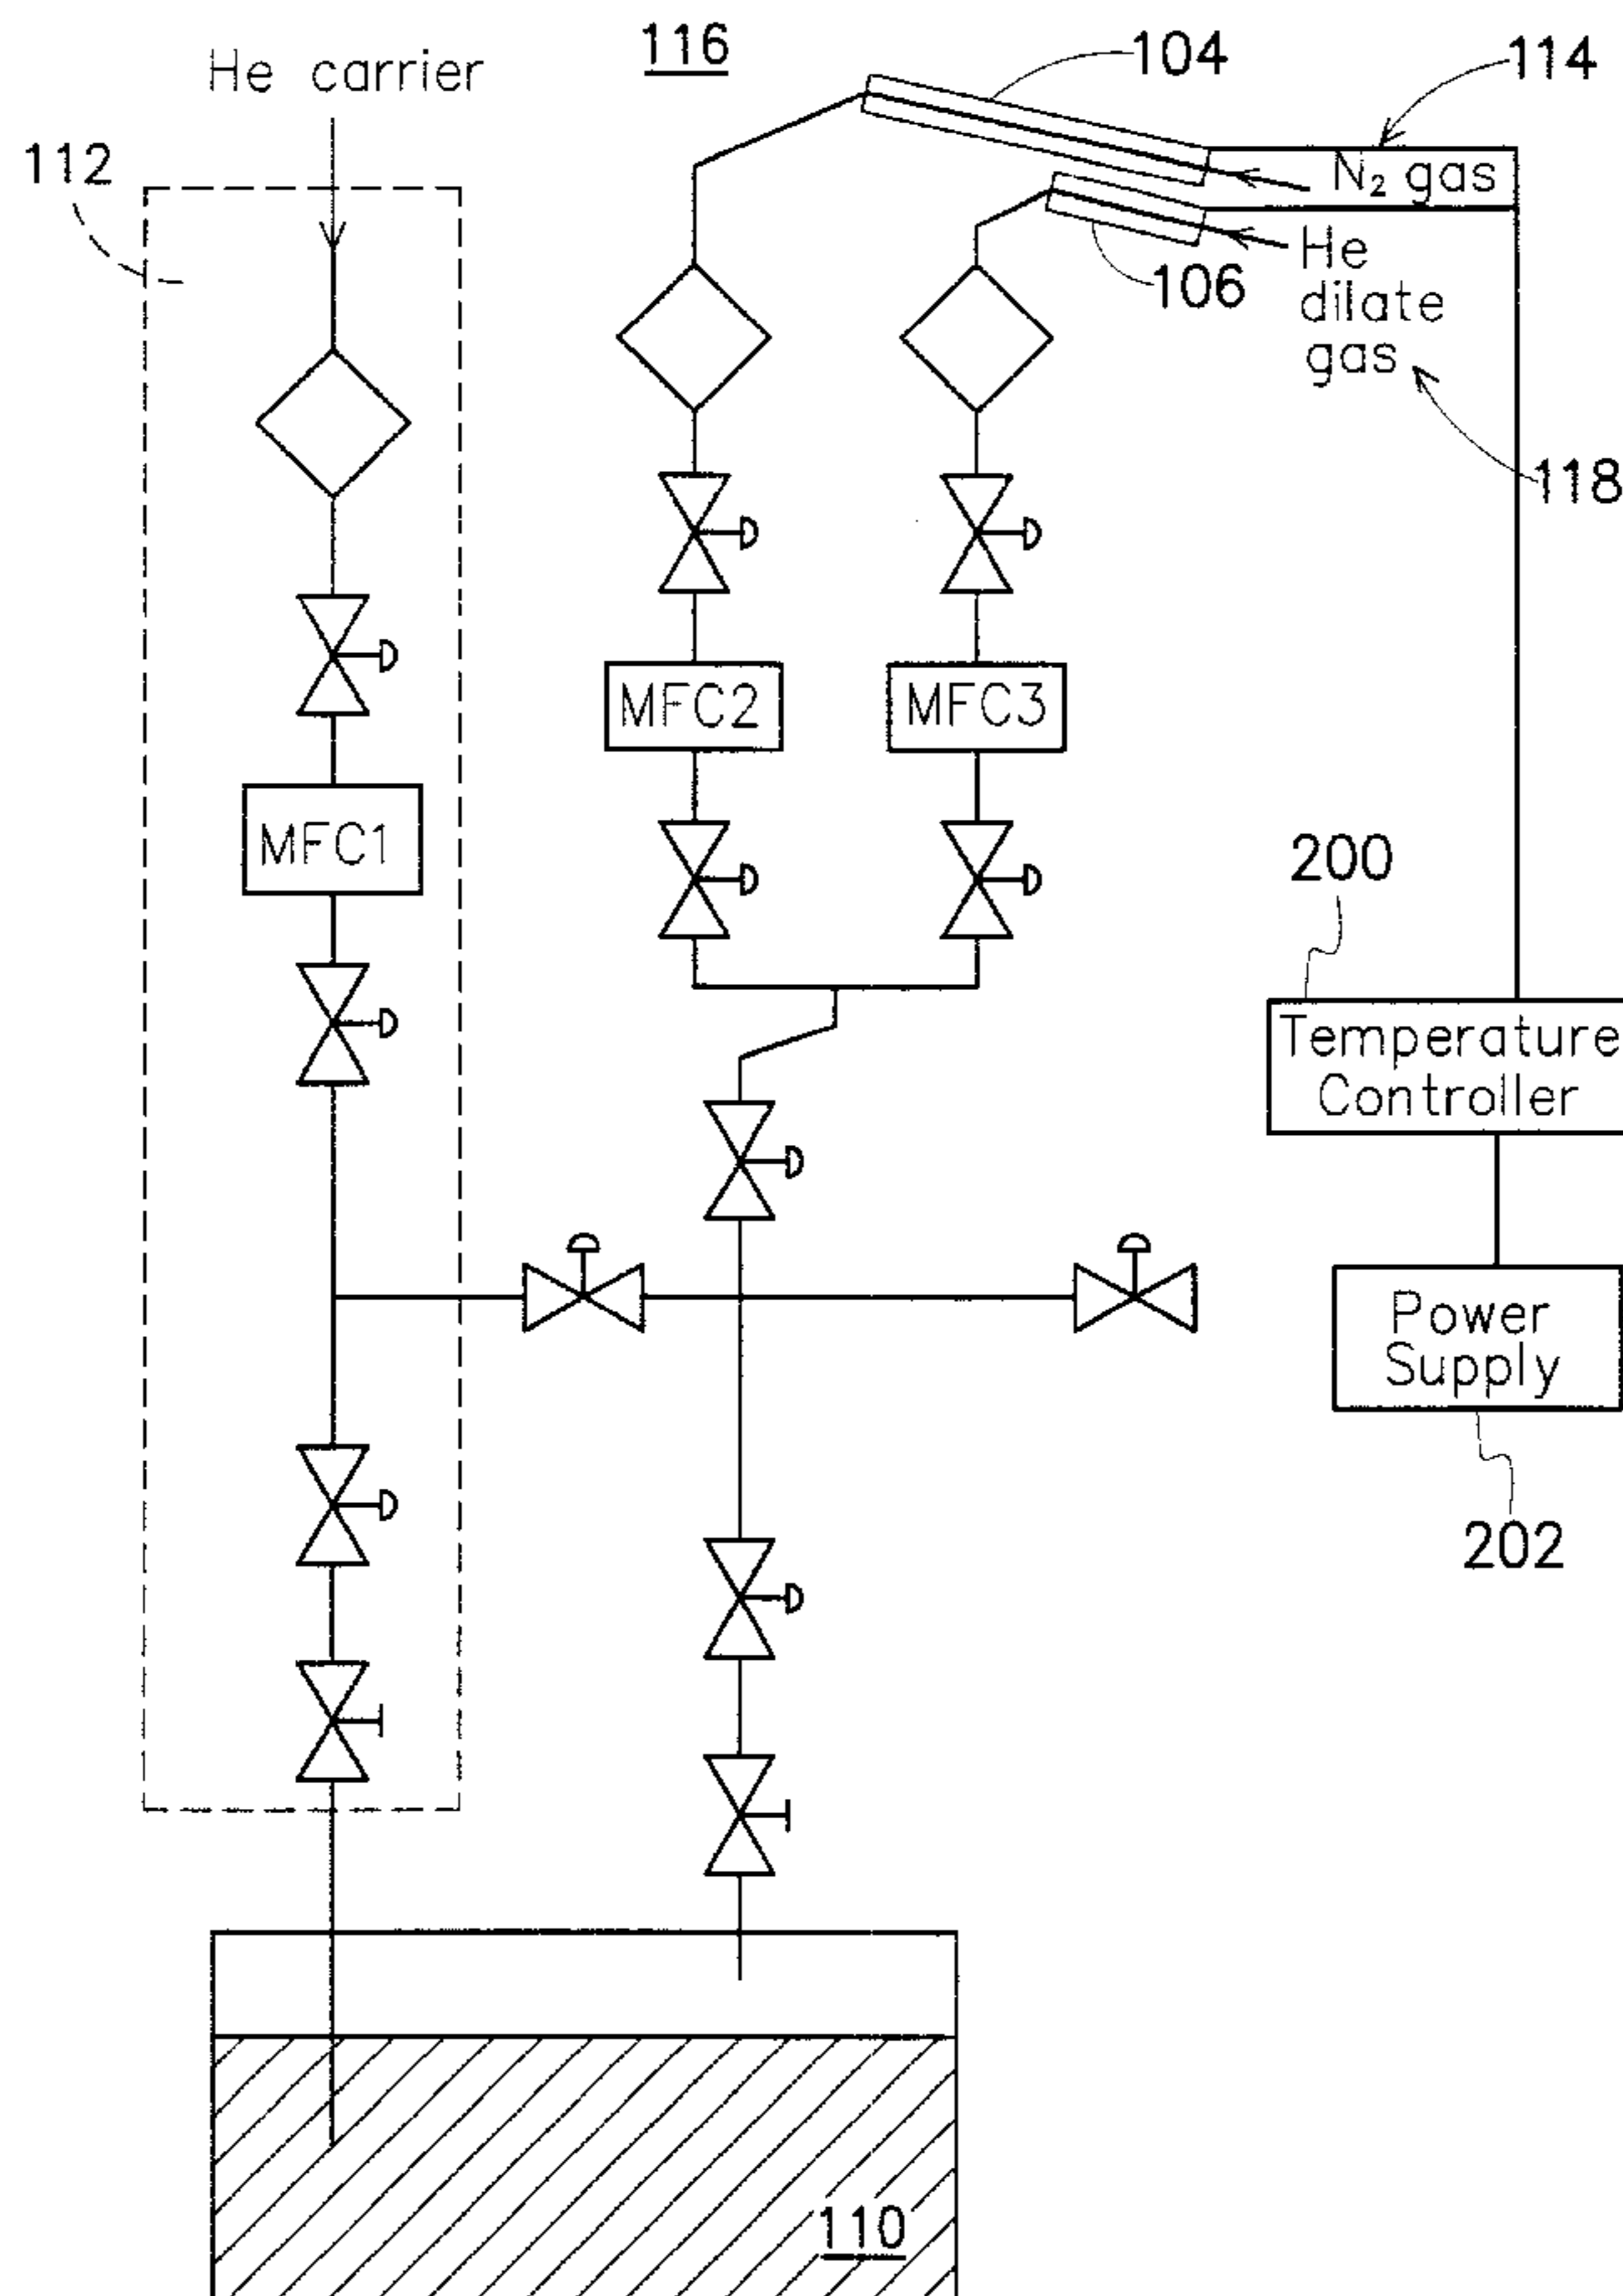 116
104
114
He carrier
112
N₂ gas
He
dilate
gas
106
118
MFC2
MFC3
MFC1
200
Temperature
Controller
Power
Supply
202
110